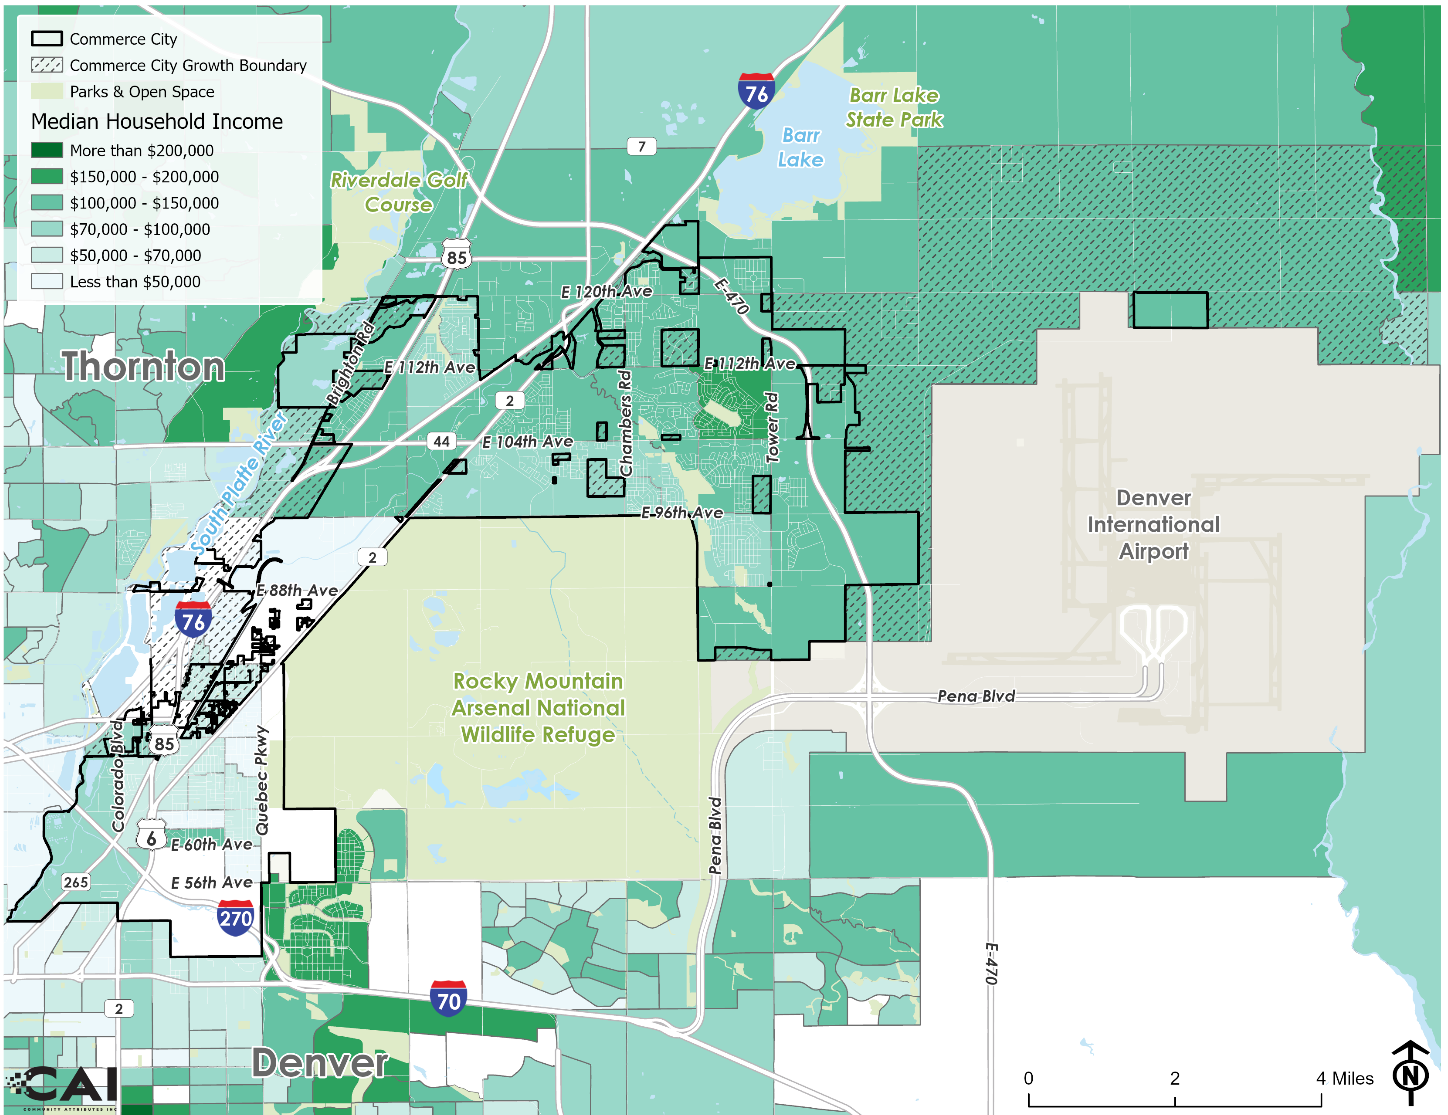 Commerce City
Commerce City Growth Boundary
Parks & Open Space
Median Household Income
More than $200,000
$150,000 - $200,000
$100,000 - $150,000
$70,000 - $100,000
$50,000 - $70,000
Less than $50,000
76
Barr Lake
State Park
Barr
Lake
7
Riverdale Golf
Course
85
E 120th Ave
E-470
Brighton Rd
Thornton
E 112th Ave
E 112th Ave
2
Chambers Rd
Tower Rd
44
E 104th Ave
South Platte River
E 96th Ave
Denver
International
Airport
2
E 88th Ave
76
Rocky Mountain
Arsenal National
Wildlife Refuge
Pena Blvd
Colorado Blvd
85
Quebec Pkwy
Pena Blvd
6
E 60th Ave
265
E 56th Ave
270
E-470
70
2
Denver
CAI
COMMUNITY ATTRIBUTES INC
0
2
4 Miles
N